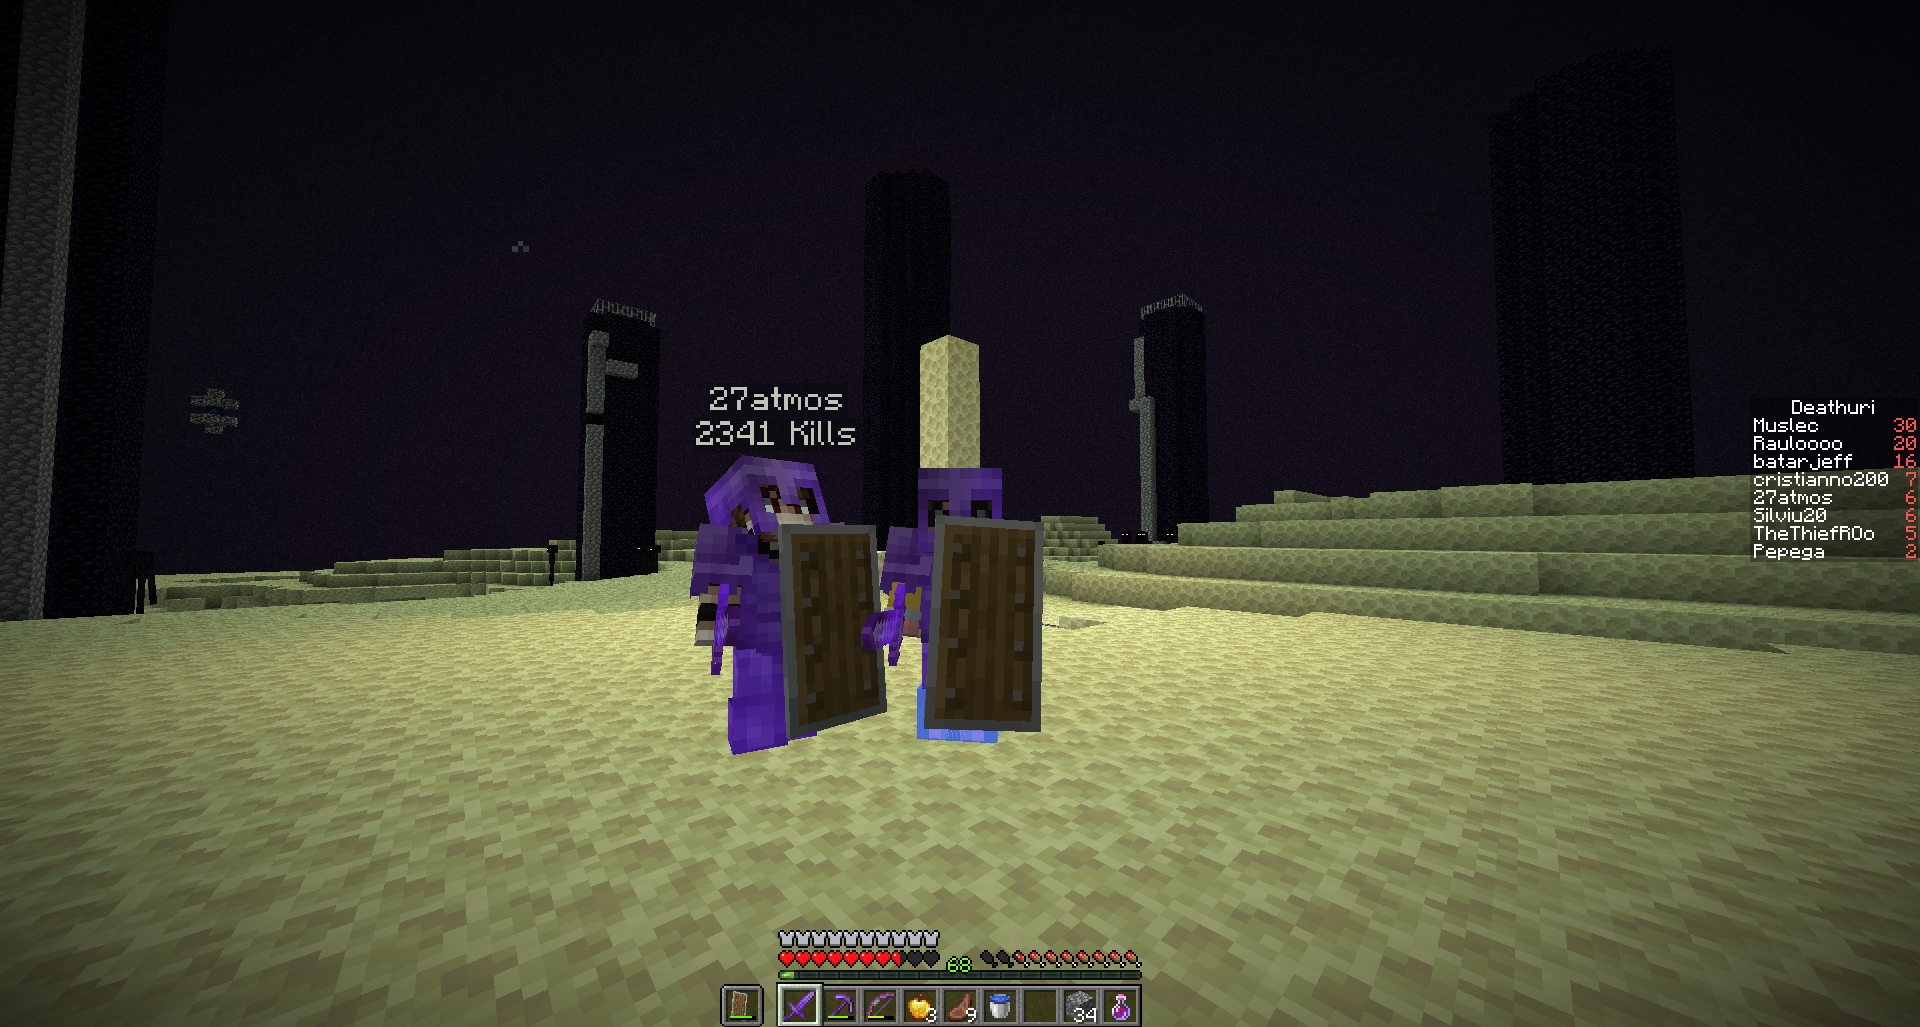 27atmos
2341 Kills
Deathuri
Muslec 30
Rauloooo 20
batarjeff 16
cristianno200 7
27atmos 6
Silviu20 6
TheThiefR0o 5
Pepega 2
68
3
9
34